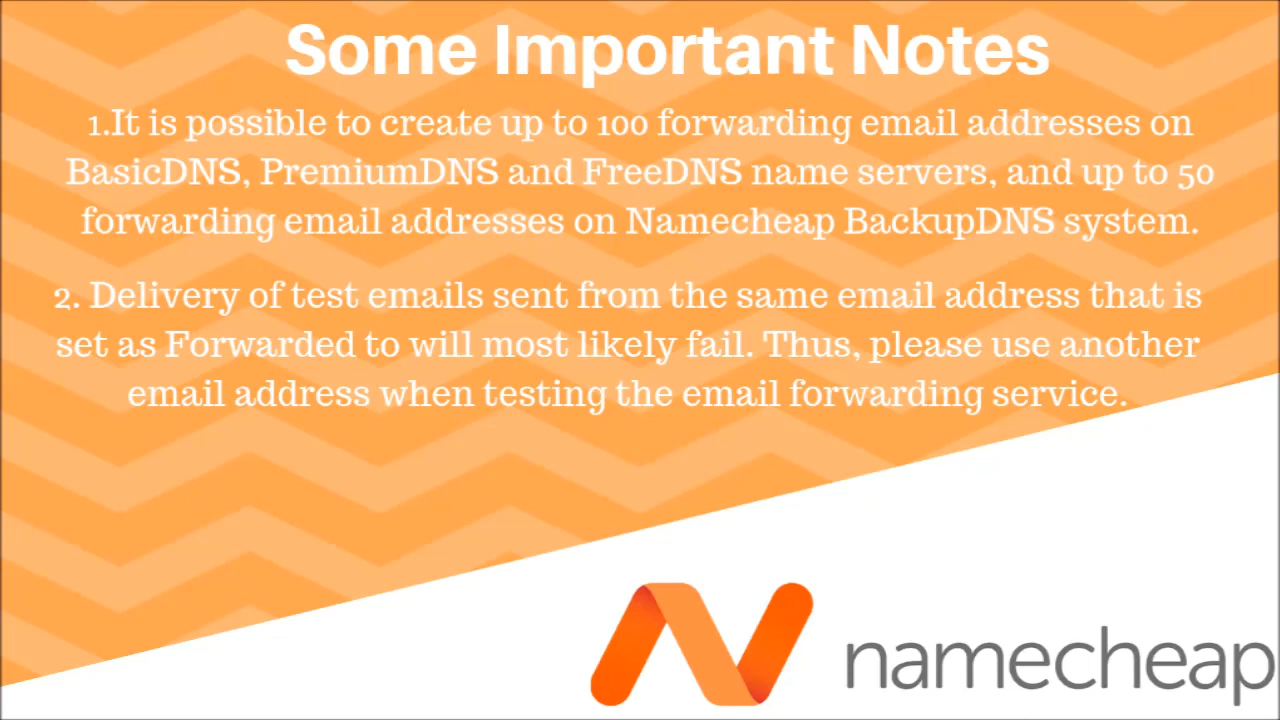 Some Important Notes
1.It is possible to create up to 100 forwarding email addresses on
BasicDNS, PremiumDNS and FreeDNS name servers, and up to 50
forwarding email addresses on Namecheap BackupDNS system.
2. Delivery of test emails sent from the same email address that is
set as Forwarded to will most likely fail. Thus, please use another
email address when testing the email forwarding service.
namecheap